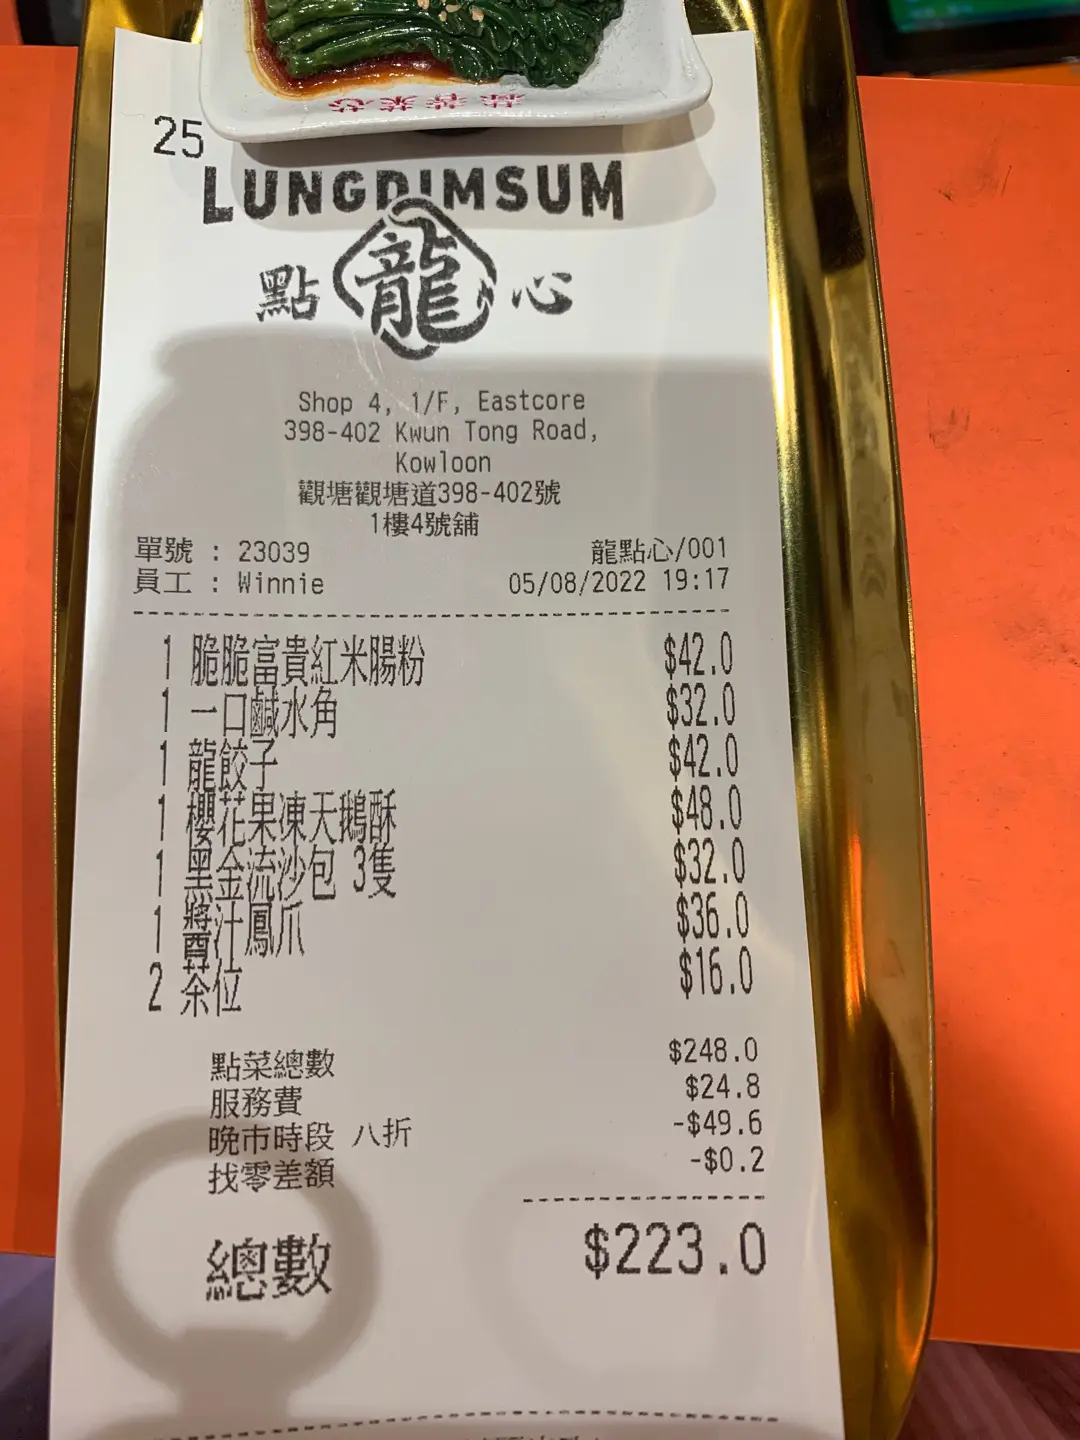 蒜蓉菜芯
25
LUNGDIMSUM
點 龍 心
Shop 4, 1/F, Eastcore
398-402 Kwun Tong Road,
Kowloon
觀塘觀塘道398-402號
1樓4號舖
單號 : 23039 龍點心/001
員工 : Winnie 05/08/2022 19:17
1 脆脆富貴紅米腸粉 $42.0
1 一口鹹水角 $32.0
1 龍餃子 $42.0
1 櫻花果凍天鵝酥 $48.0
1 黑金流沙包 3隻 $32.0
1 醬汁鳳爪 $36.0
2 茶位 $16.0
點菜總數 $248.0
服務費 $24.8
晚市時段 八折 -$49.6
找零差額 -$0.2
總數 $223.0